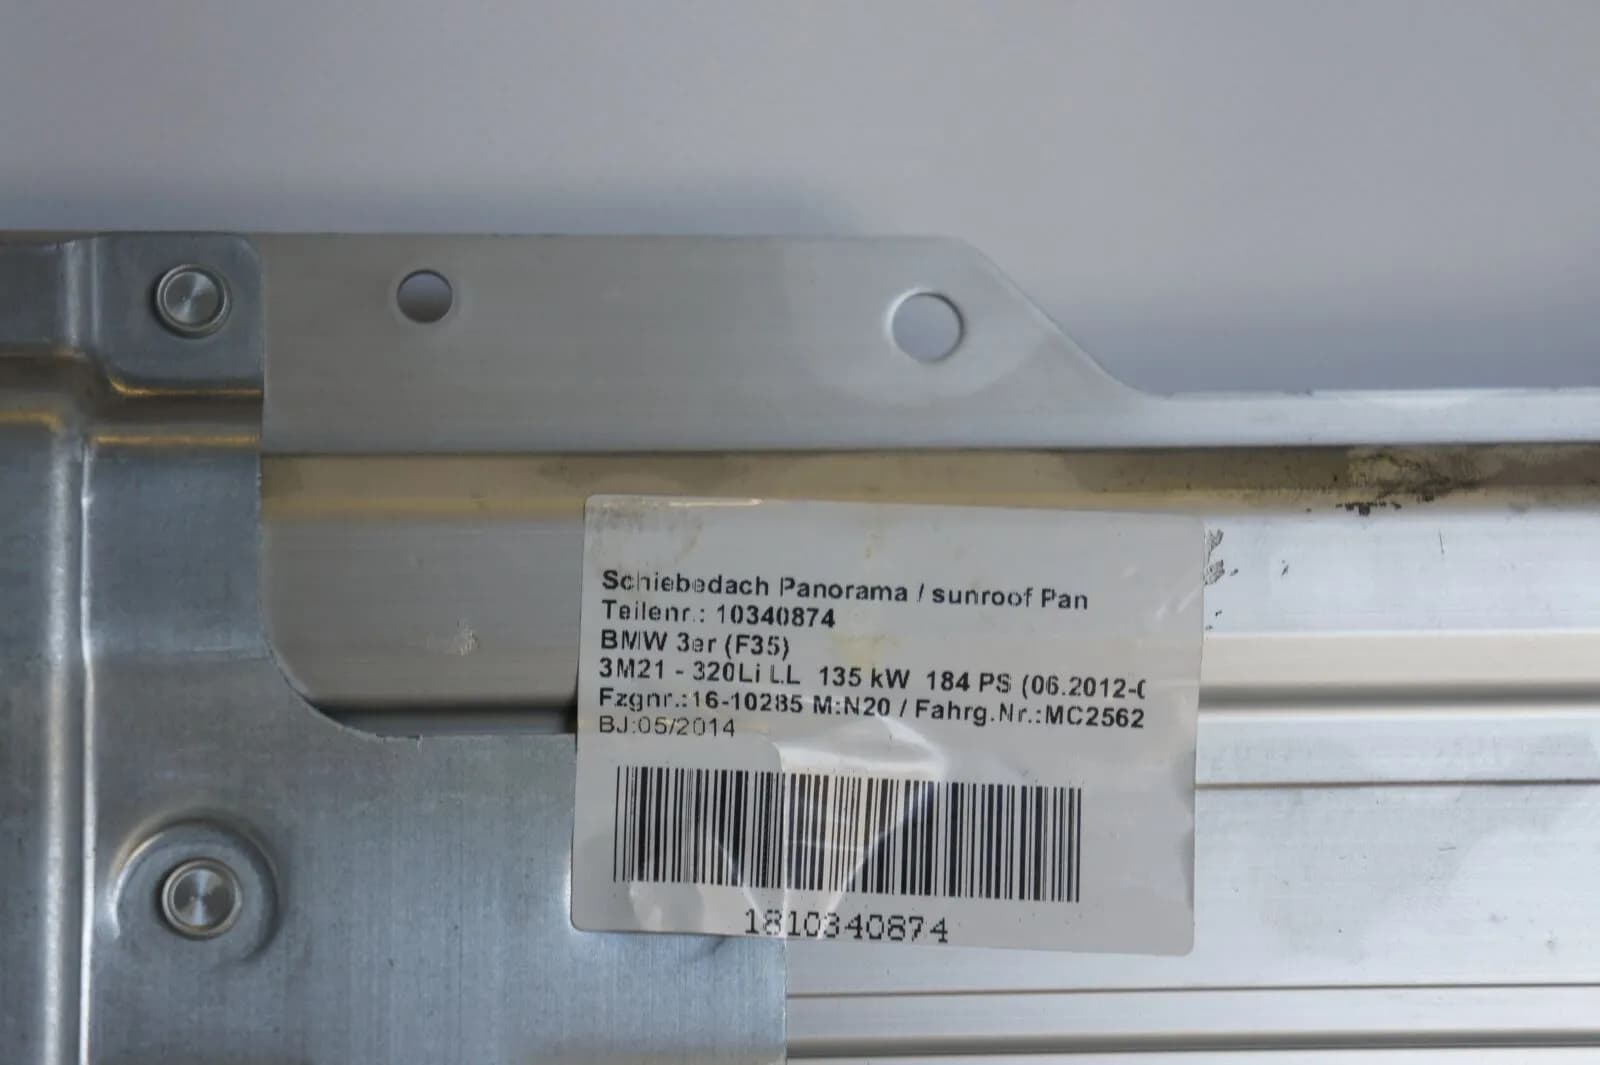 Schiebedach Panorama / sunroof Pan
Teilenr.: 10340874
BMW 3er (F35)
3M21 - 320Li LL 135 kW 184 PS (06.2012-0
Fzgnr.:16-10285 M:N20 / Fahrg.Nr.:MC2562
BJ:05/2014
1810340874